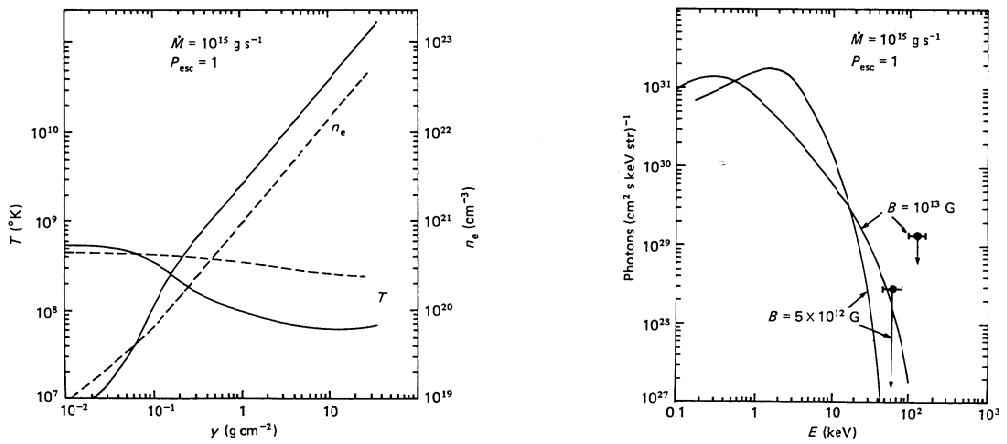 Ṁ = 10¹⁵ g s⁻¹
P_esc = 1
10¹⁰
10⁹
10⁸
10⁷
T (°K)
10²³
10²²
10²¹
10²⁰
10¹⁹
n_e (cm⁻³)
n_e
T
10⁻²
10⁻¹
1
10
y (g cm⁻²)
Ṁ = 10¹⁵ g s⁻¹
P_esc = 1
10³¹
10³⁰
10²⁹
10²⁸
10²⁷
Photons (cm² s keV str)⁻¹
B = 10¹³ G
B = 5×10¹² G
0 1
1
10
10²
10³
E (keV)